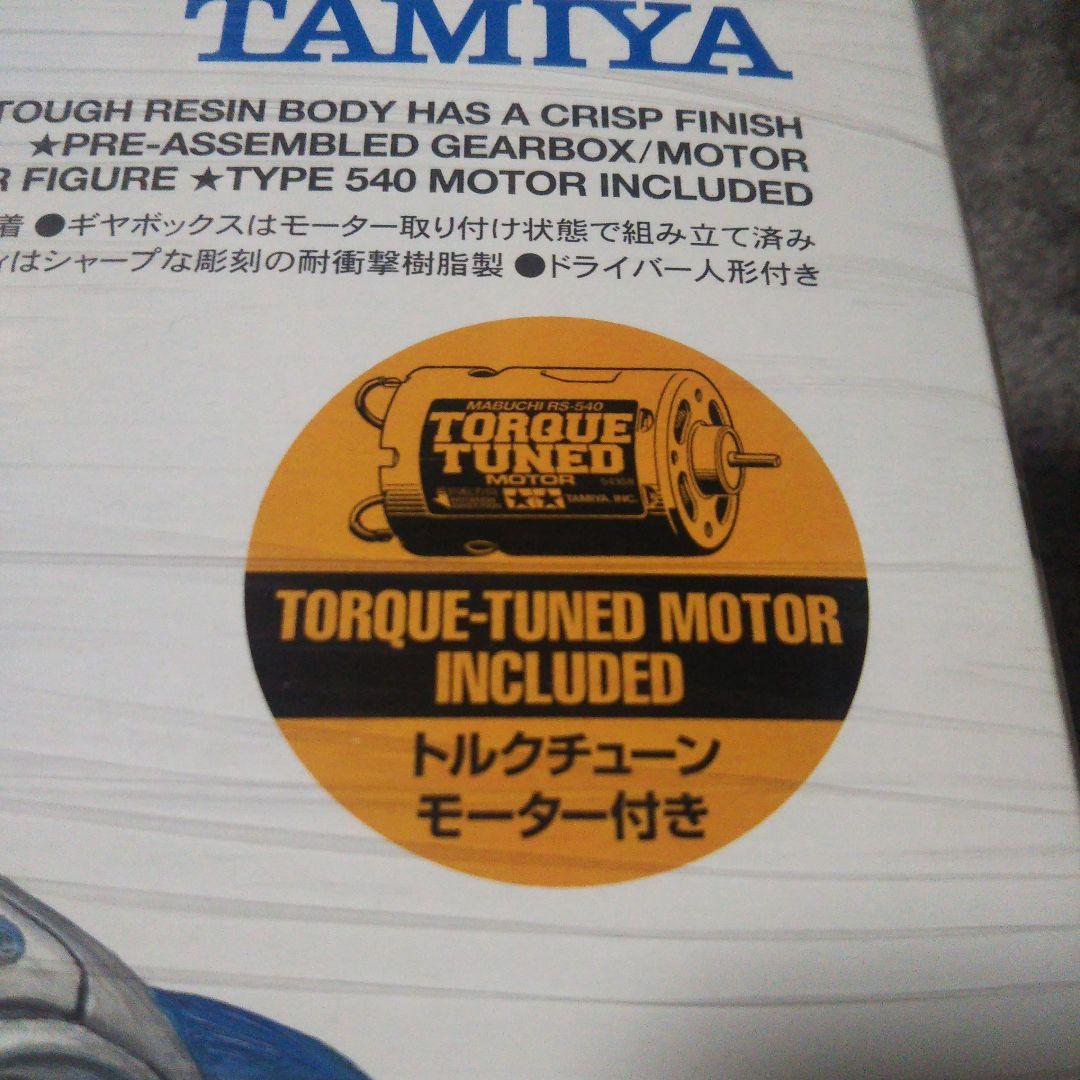 TAMIYA
TOUGH RESIN BODY HAS A CRISP FINISH
★PRE-ASSEMBLED GEARBOX/MOTOR
R FIGURE ★TYPE 540 MOTOR INCLUDED
着 ●ギヤボックスはモーター取り付け状態で組み立て済み
ィはシャープな彫刻の耐衝撃樹脂製 ●ドライバー人形付き
MABUCHI RS-540
TORQUE
TUNED
MOTOR
54358
TAMIYA, INC.
TORQUE-TUNED MOTOR
INCLUDED
トルクチューン
モーター付き